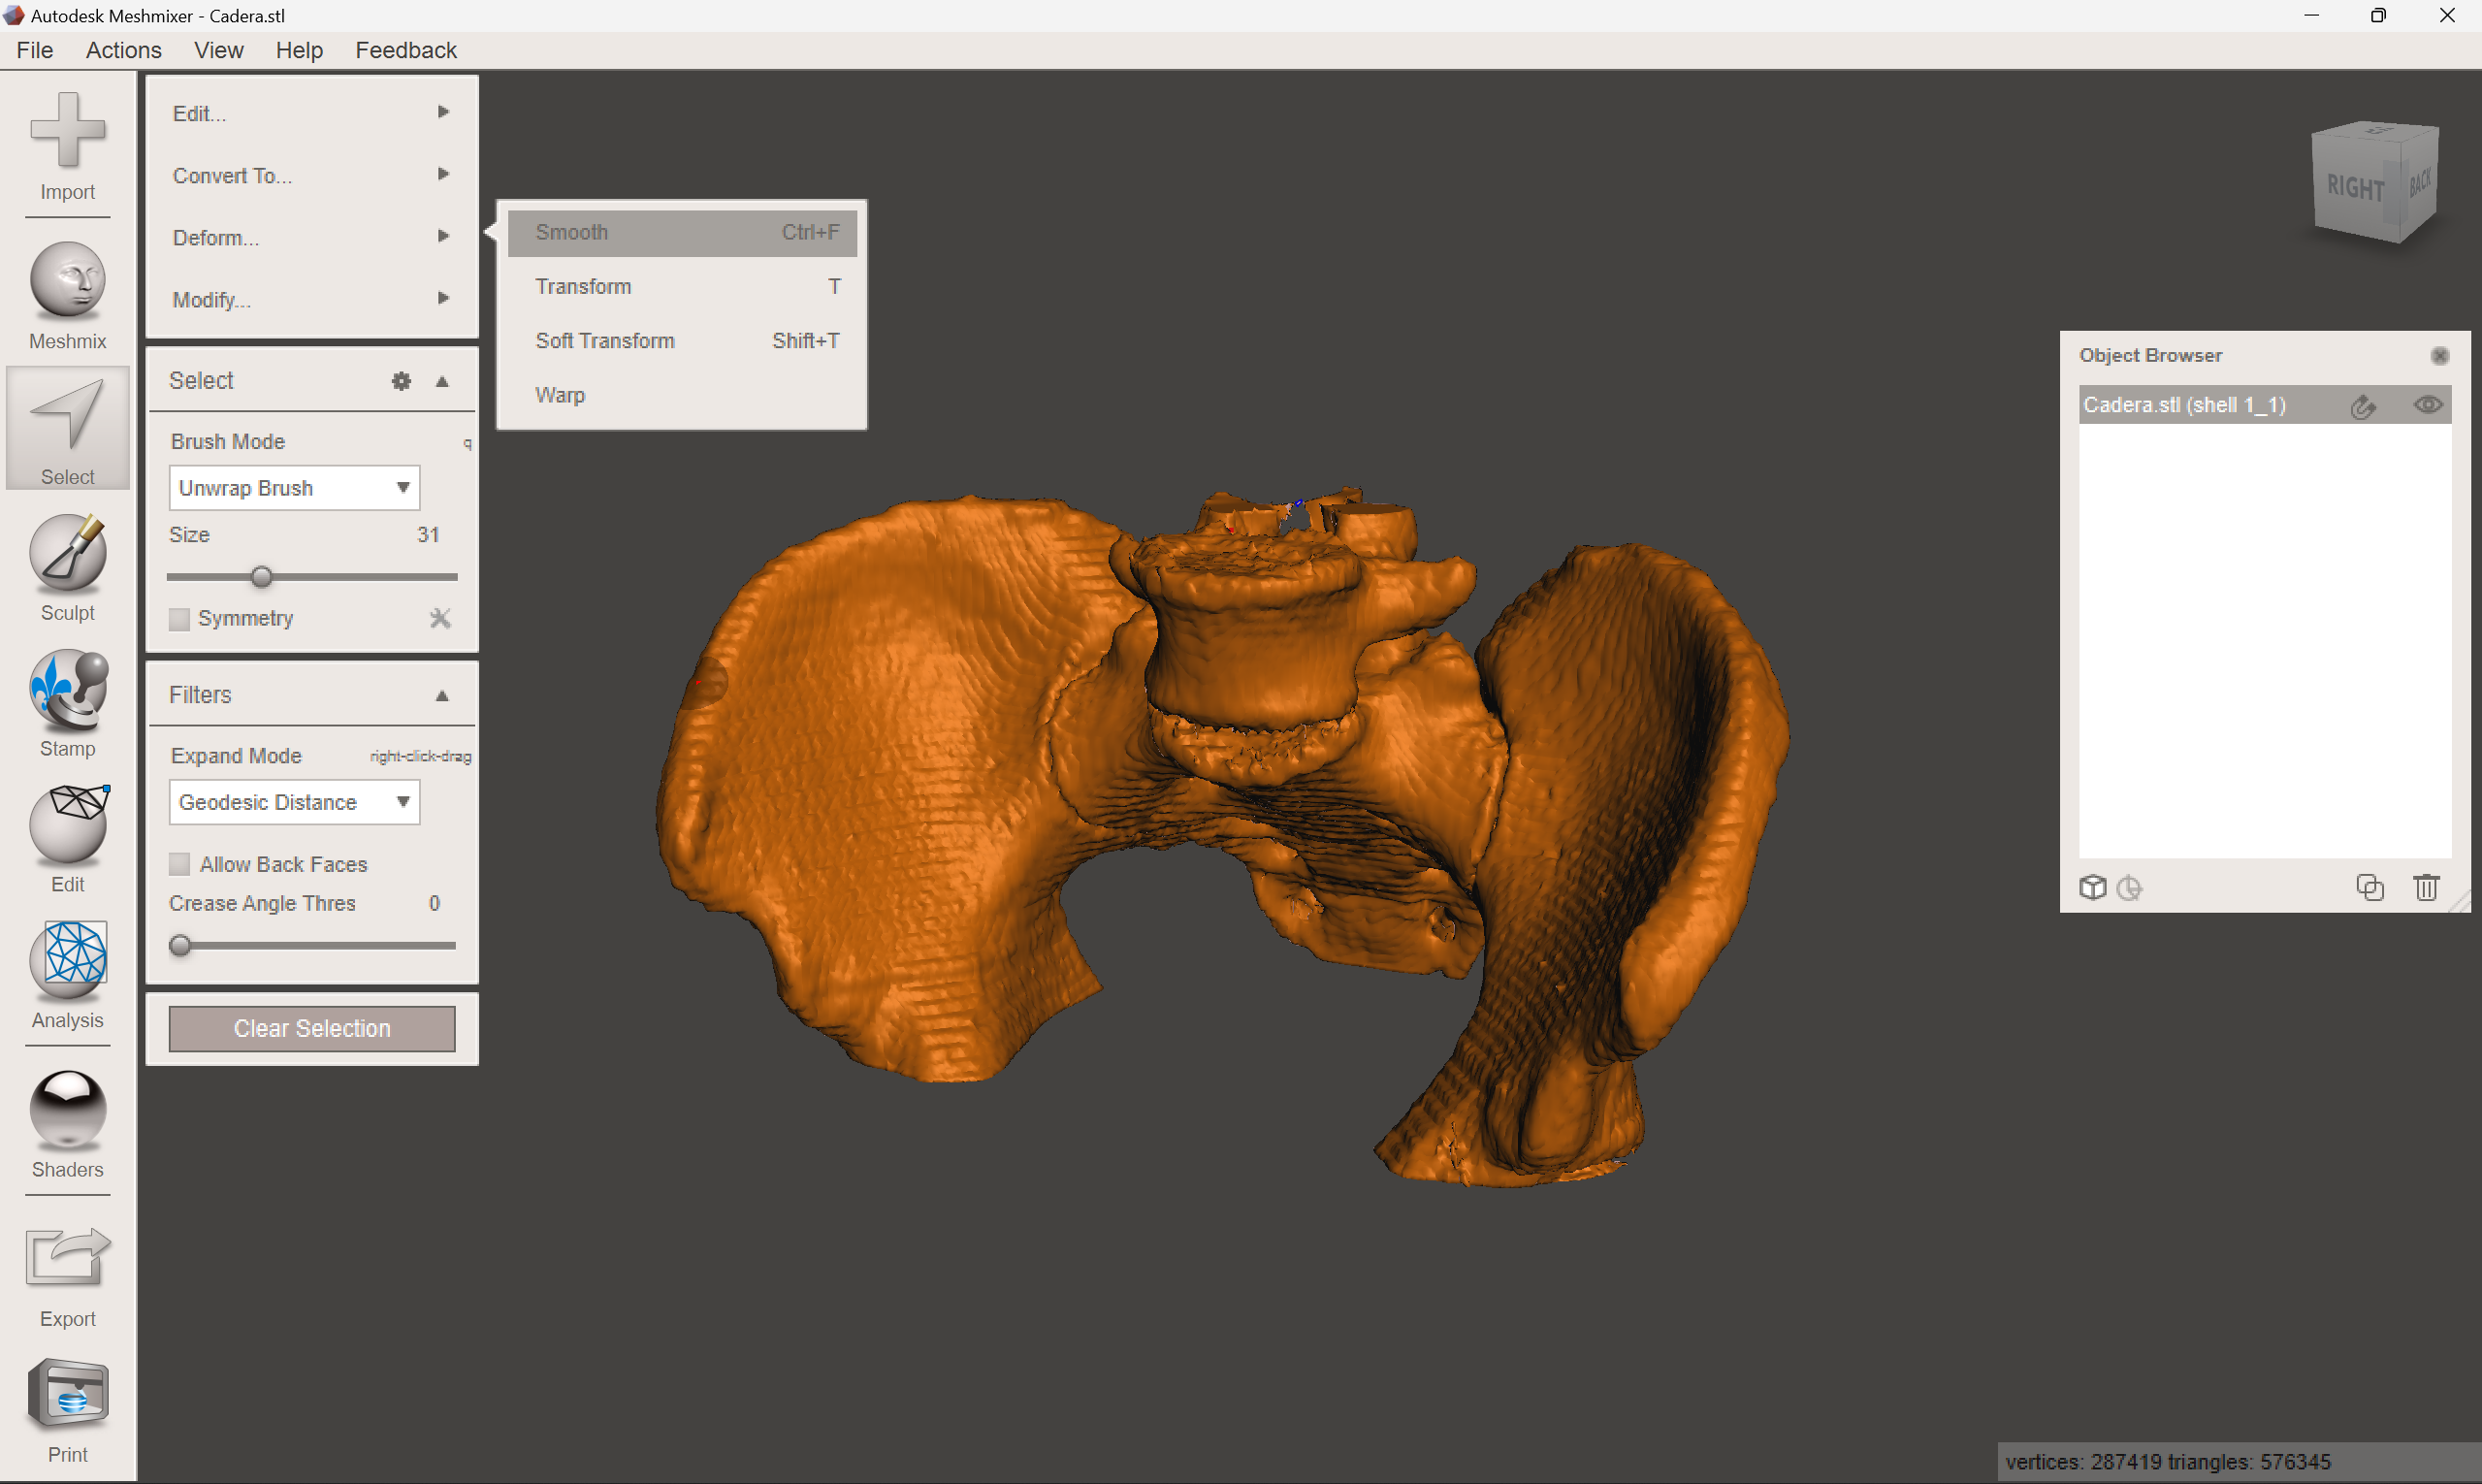 Autodesk Meshmixer - Cadera.stl
File Actions View Help Feedback
Import
Meshmix
Select
Sculpt
Stamp
Edit
Analysis
Shaders
Export
Print
Edit...
Convert To...
Deform...
Modify...
Smooth Ctrl+F
Transform T
Soft Transform Shift+T
Warp
Select
Brush Mode q
Unwrap Brush
Size 31
Symmetry
Filters
Expand Mode right-click-drag
Geodesic Distance
Allow Back Faces
Crease Angle Thres 0
Clear Selection
RIGHT BACK
Object Browser
Cadera.stl (shell 1_1)
vertices: 287419 triangles: 576345